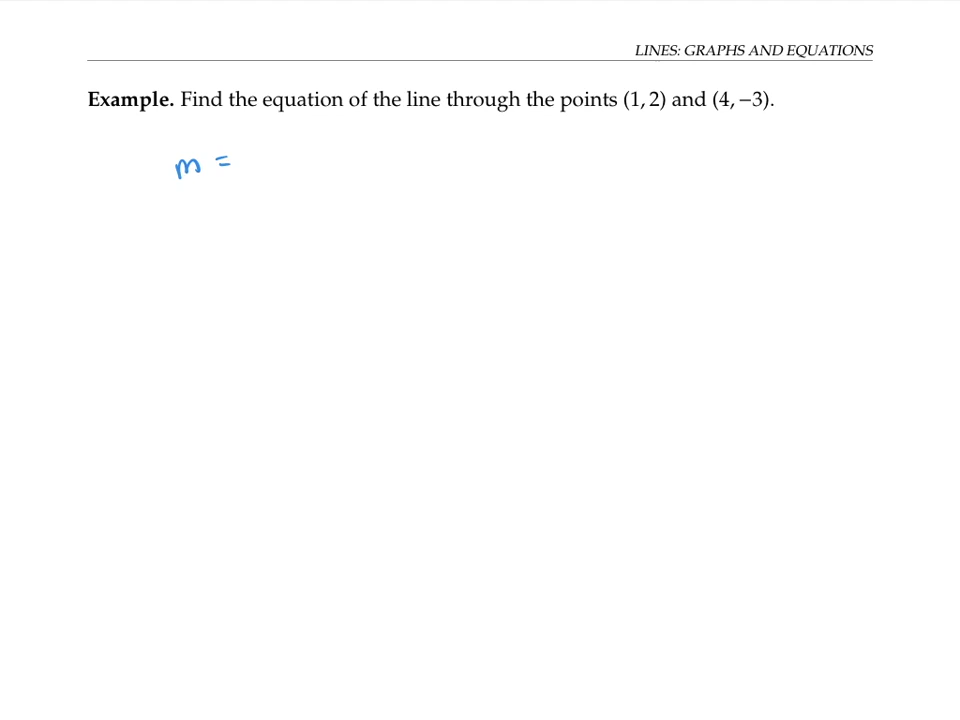 LINES: GRAPHS AND EQUATIONS
Example. Find the equation of the line through the points (1, 2) and (4, −3).
m =